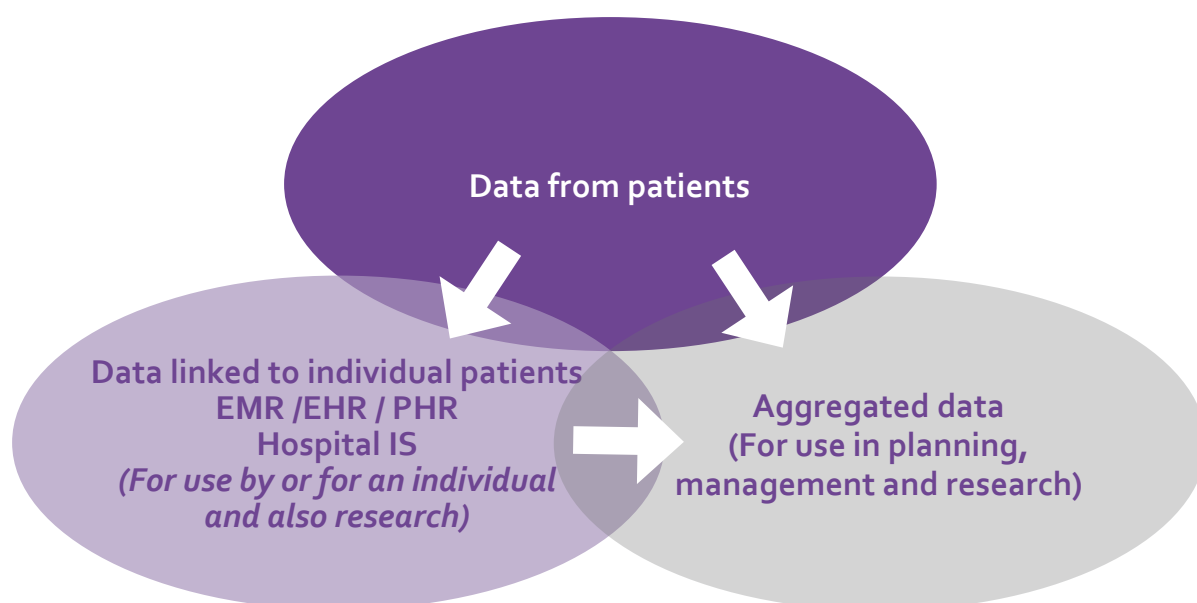 Data from patients
Data linked to individual patients
EMR /EHR / PHR
Hospital IS
(For use by or for an individual
and also research)
Aggregated data
(For use in planning,
management and research)